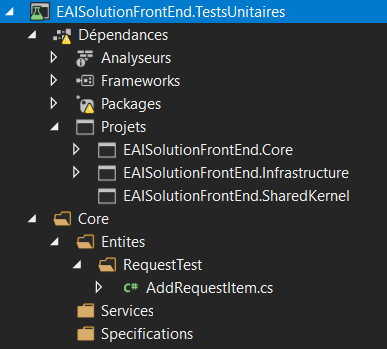 EAISolutionFrontEnd.TestsUnitaires
Dépendances
Analyseurs
Frameworks
Packages
Projets
EAISolutionFrontEnd.Core
EAISolutionFrontEnd.Infrastructure
EAISolutionFrontEnd.SharedKernel
Core
Entites
RequestTest
C# AddRequestItem.cs
Services
Specifications